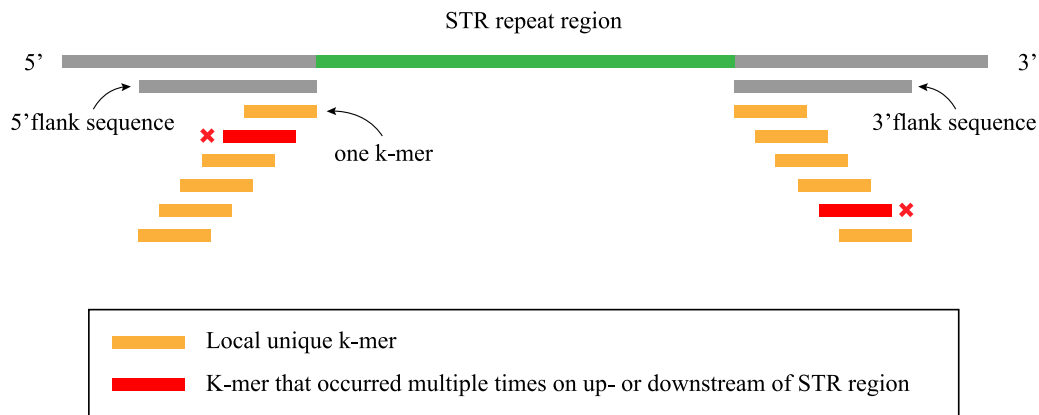 STR repeat region
5’ 3’
5’flank sequence 3’flank sequence
one k-mer
Local unique k-mer
K-mer that occurred multiple times on up- or downstream of STR region